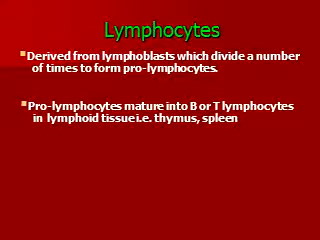 Lymphocytes
Derived from lymphoblasts which divide a number
of times to form pro-lymphocytes.
Pro-lymphocytes mature into B or T lymphocytes
in lymphoid tissue i.e. thymus, spleen